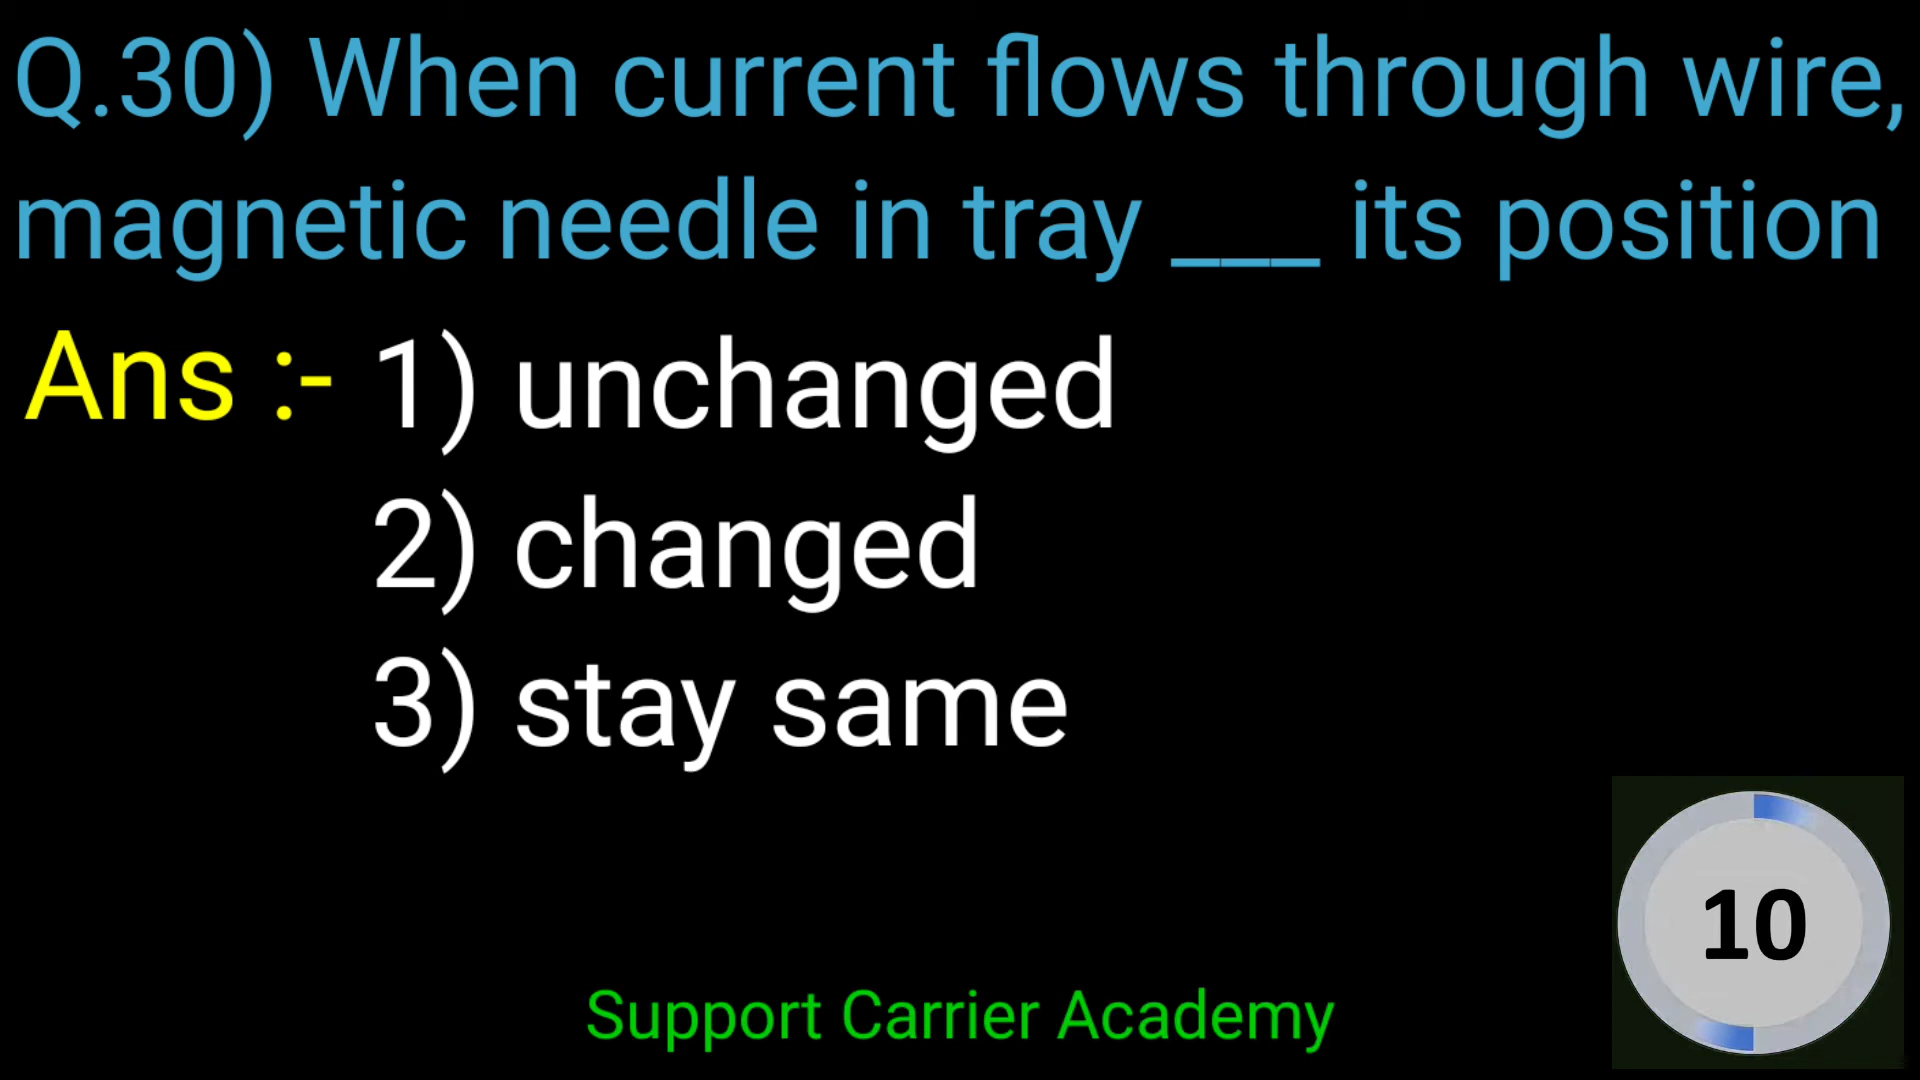 Q.30) When current flows through wire,
magnetic needle in tray ___ its position
Ans :- 1) unchanged
2) changed
3) stay same
10
Support Carrier Academy